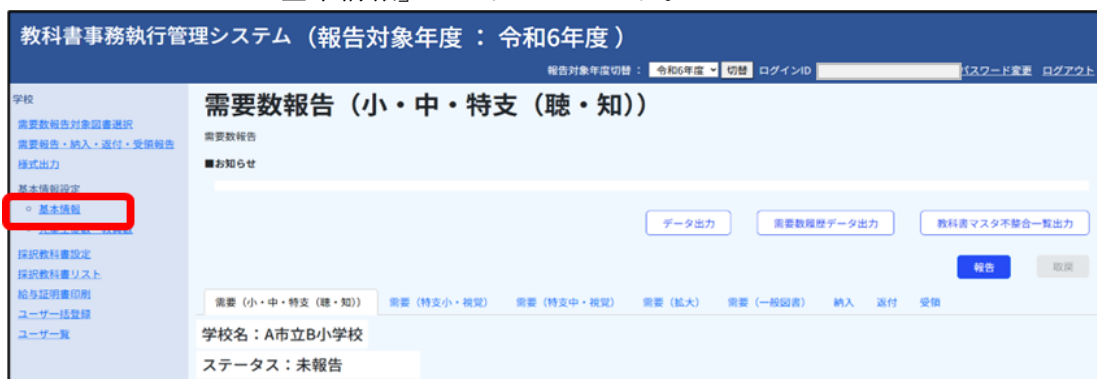 教科書事務執行管理システム（報告対象年度：令和6年度）
報告対象年度切替： 令和6年度 切替 ログインID パスワード変更 ログアウト
学校
需要数報告対象図書選択
需要報告・納入・返付・受領報告
様式出力
基本情報設定
基本情報
採択教科書設定
採択教科書リスト
給与証明書印刷
ユーザー括登録
ユーザー覧
需要数報告（小・中・特支（聴・知））
需要数報告
■お知らせ
データ出力 需要数履歴データ出力 教科書マスタ不整合一覧出力
報告 取戻
需要（小・中・特支（聴・知）） 需要（特支小・視覚） 需要（特支中・視覚） 需要（拡大） 需要（一般図書） 納入 返付 受領
学校名：A市立B小学校
ステータス：未報告